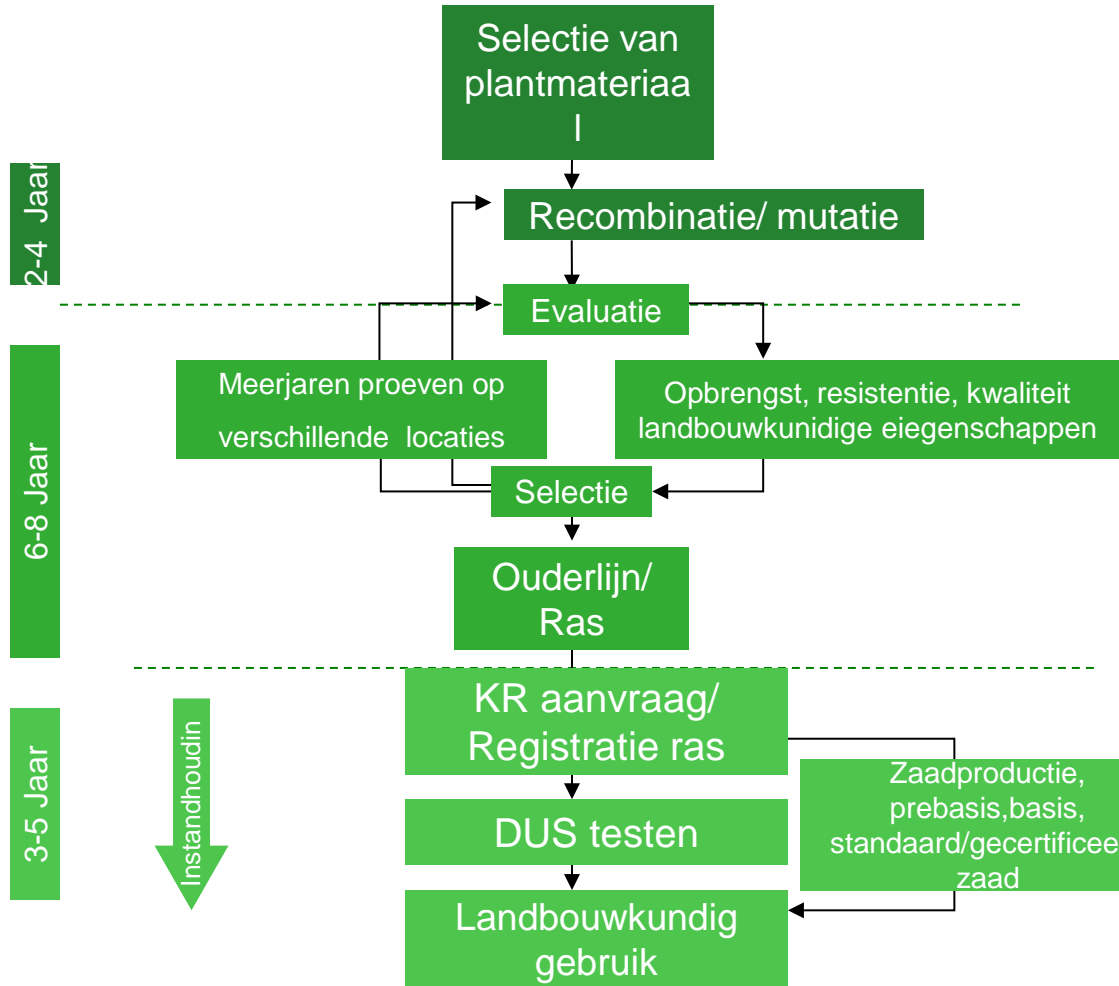 Selectie van
plantmateriaa
l
2-4 Jaar
Recombinatie/ mutatie
Evaluatie
Meerjaren proeven op
verschillende locaties
Opbrengst, resistentie, kwaliteit
landbouwkunidige eiegenschappen
Selectie
6-8 Jaar
Ouderlijn/
Ras
KR aanvraag/
Registratie ras
3-5 Jaar
Instandhoudin
Zaadproductie,
prebasis,basis,
standaard/gecertificee
zaad
DUS testen
Landbouwkundig
gebruik